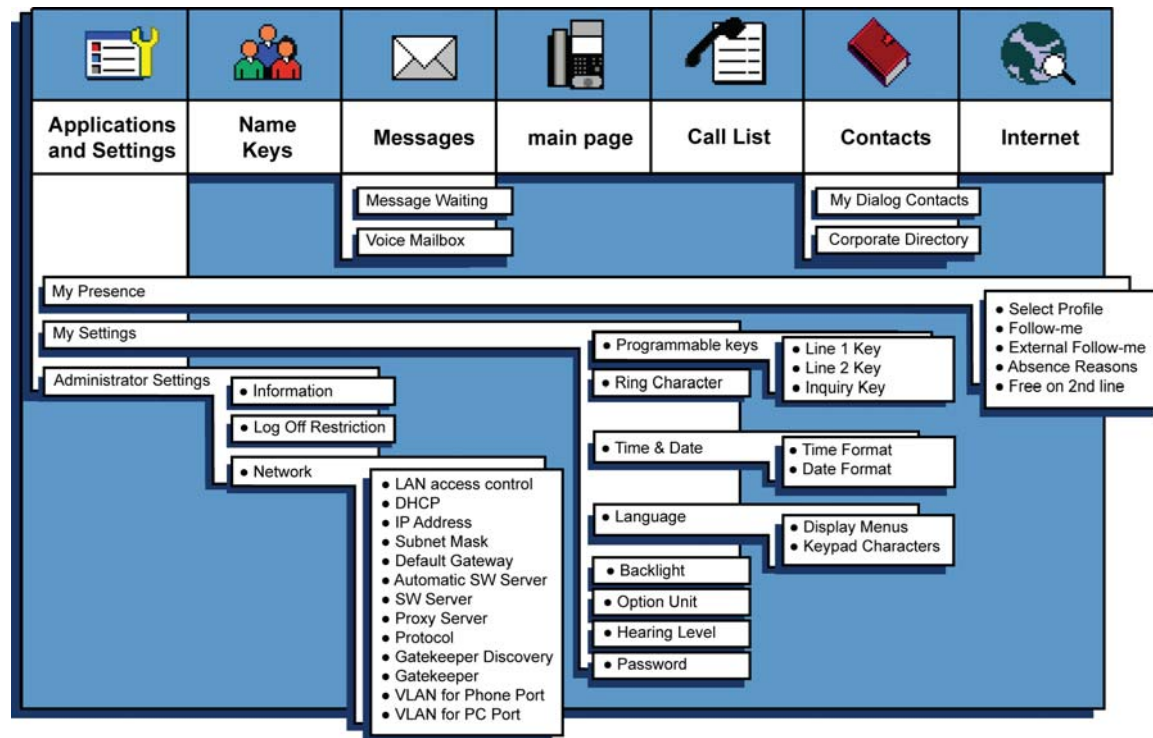 Applications
and Settings
Name
Keys
Messages
main page
Call List
Contacts
Internet
Message Waiting
Voice Mailbox
My Dialog Contacts
Corporate Directory
My Presence
• Select Profile
• Follow-me
• External Follow-me
• Absence Reasons
• Free on 2nd line
My Settings
• Programmable keys
• Line 1 Key
• Line 2 Key
• Inquiry Key
• Ring Character
• Time & Date
• Time Format
• Date Format
• Language
• Display Menus
• Keypad Characters
• Backlight
• Option Unit
• Hearing Level
• Password
Administrator Settings
• Information
• Log Off Restriction
• Network
• LAN access control
• DHCP
• IP Address
• Subnet Mask
• Default Gateway
• Automatic SW Server
• SW Server
• Proxy Server
• Protocol
• Gatekeeper Discovery
• Gatekeeper
• VLAN for Phone Port
• VLAN for PC Port